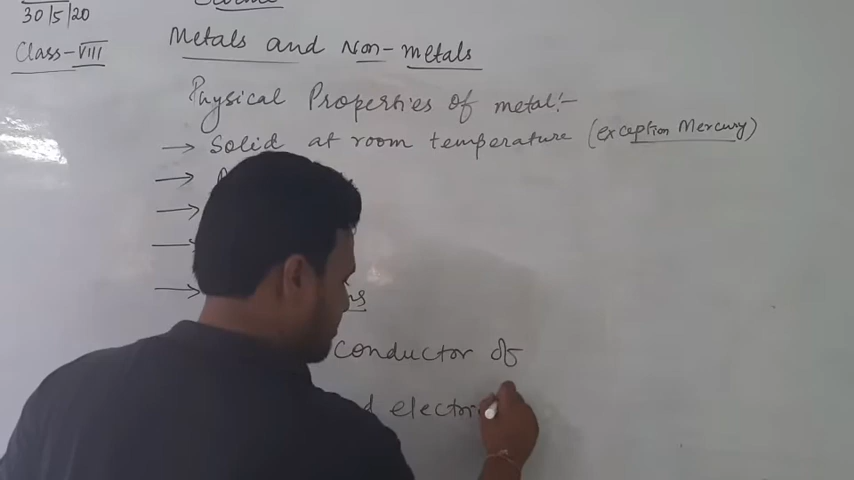 30/5/20
Class-VIII
Metals and Non-metals
Physical Properties of metal:-
→ Solid at room temperature (exception Mercury)
→
→
→
→
conductor of
electri